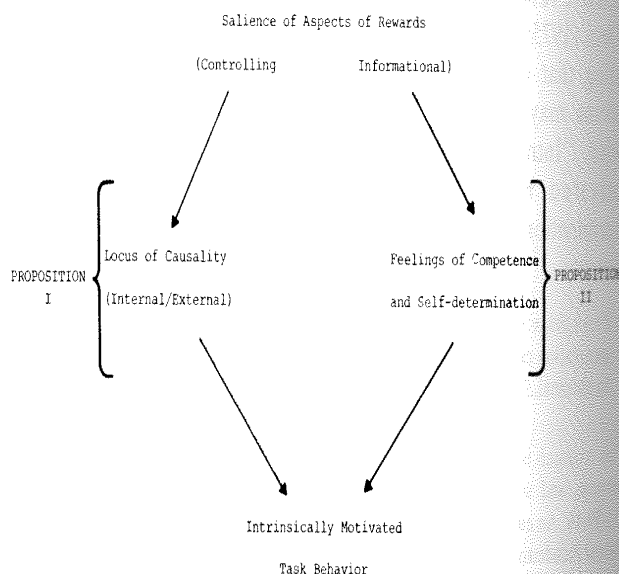 Salience of Aspects of Rewards
(Controlling Informational)
Locus of Causality
(Internal/External)
PROPOSITION
I
Feelings of Competence
and Self-determination
PROPOSITION
II
Intrinsically Motivated
Task Behavior